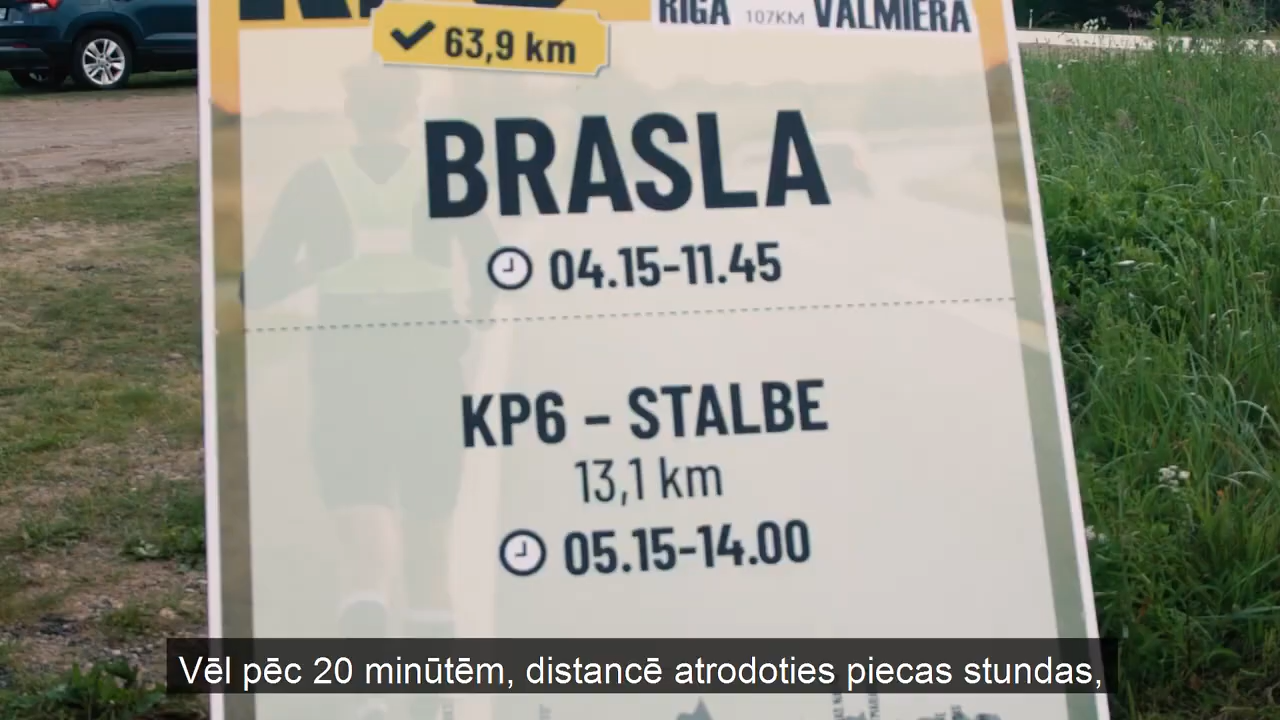 RĪGA 107KM VALMIERA
63,9 km
BRASLA
04.15-11.45
KP6 – STALBE
13,1 km
05.15-14.00
Vēl pēc 20 minūtēm, distancē atrodoties piecas stundas,